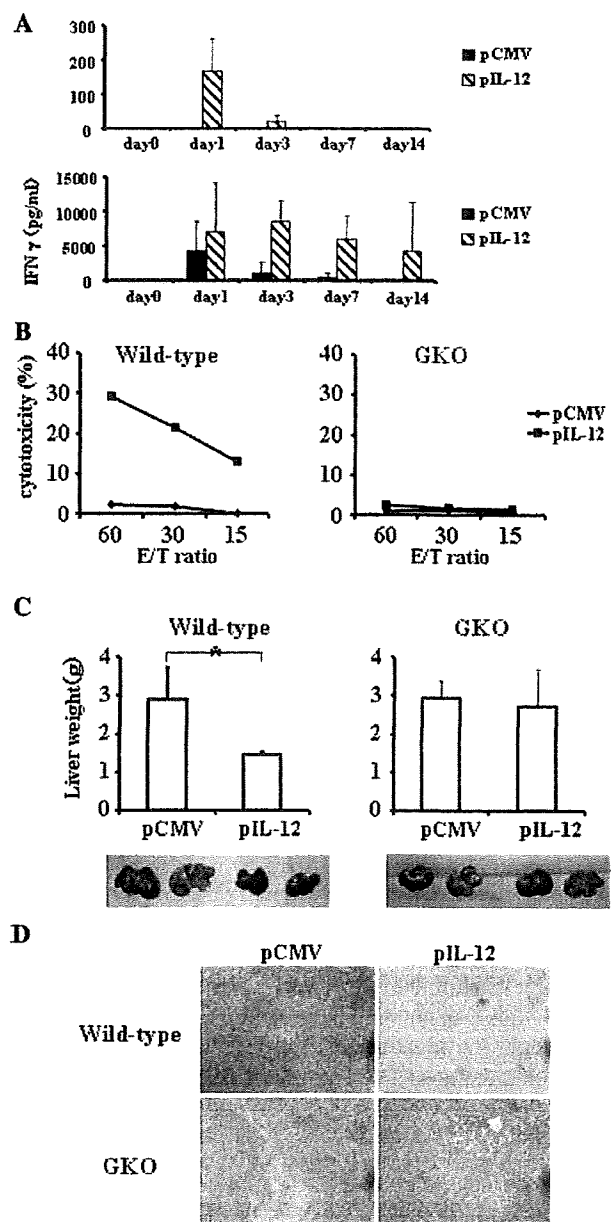 A
300
200
100
0
day0 day1 day3 day7 day14
pCMV
pIL-12
IFN γ (pg/ml)
15000
10000
5000
0
day0 day1 day3 day7 day14
pCMV
pIL-12
B
Wild-type
cytotoxicity (%)
40
30
20
10
0
60 30 15
E/T ratio
GKO
40
30
20
10
0
60 30 15
E/T ratio
pCMV
pIL-12
C
Wild-type
Liver weight(g)
4
3
2
1
0
pCMV pIL-12
GKO
4
3
2
1
0
pCMV pIL-12
D
pCMV pIL-12
Wild-type
GKO